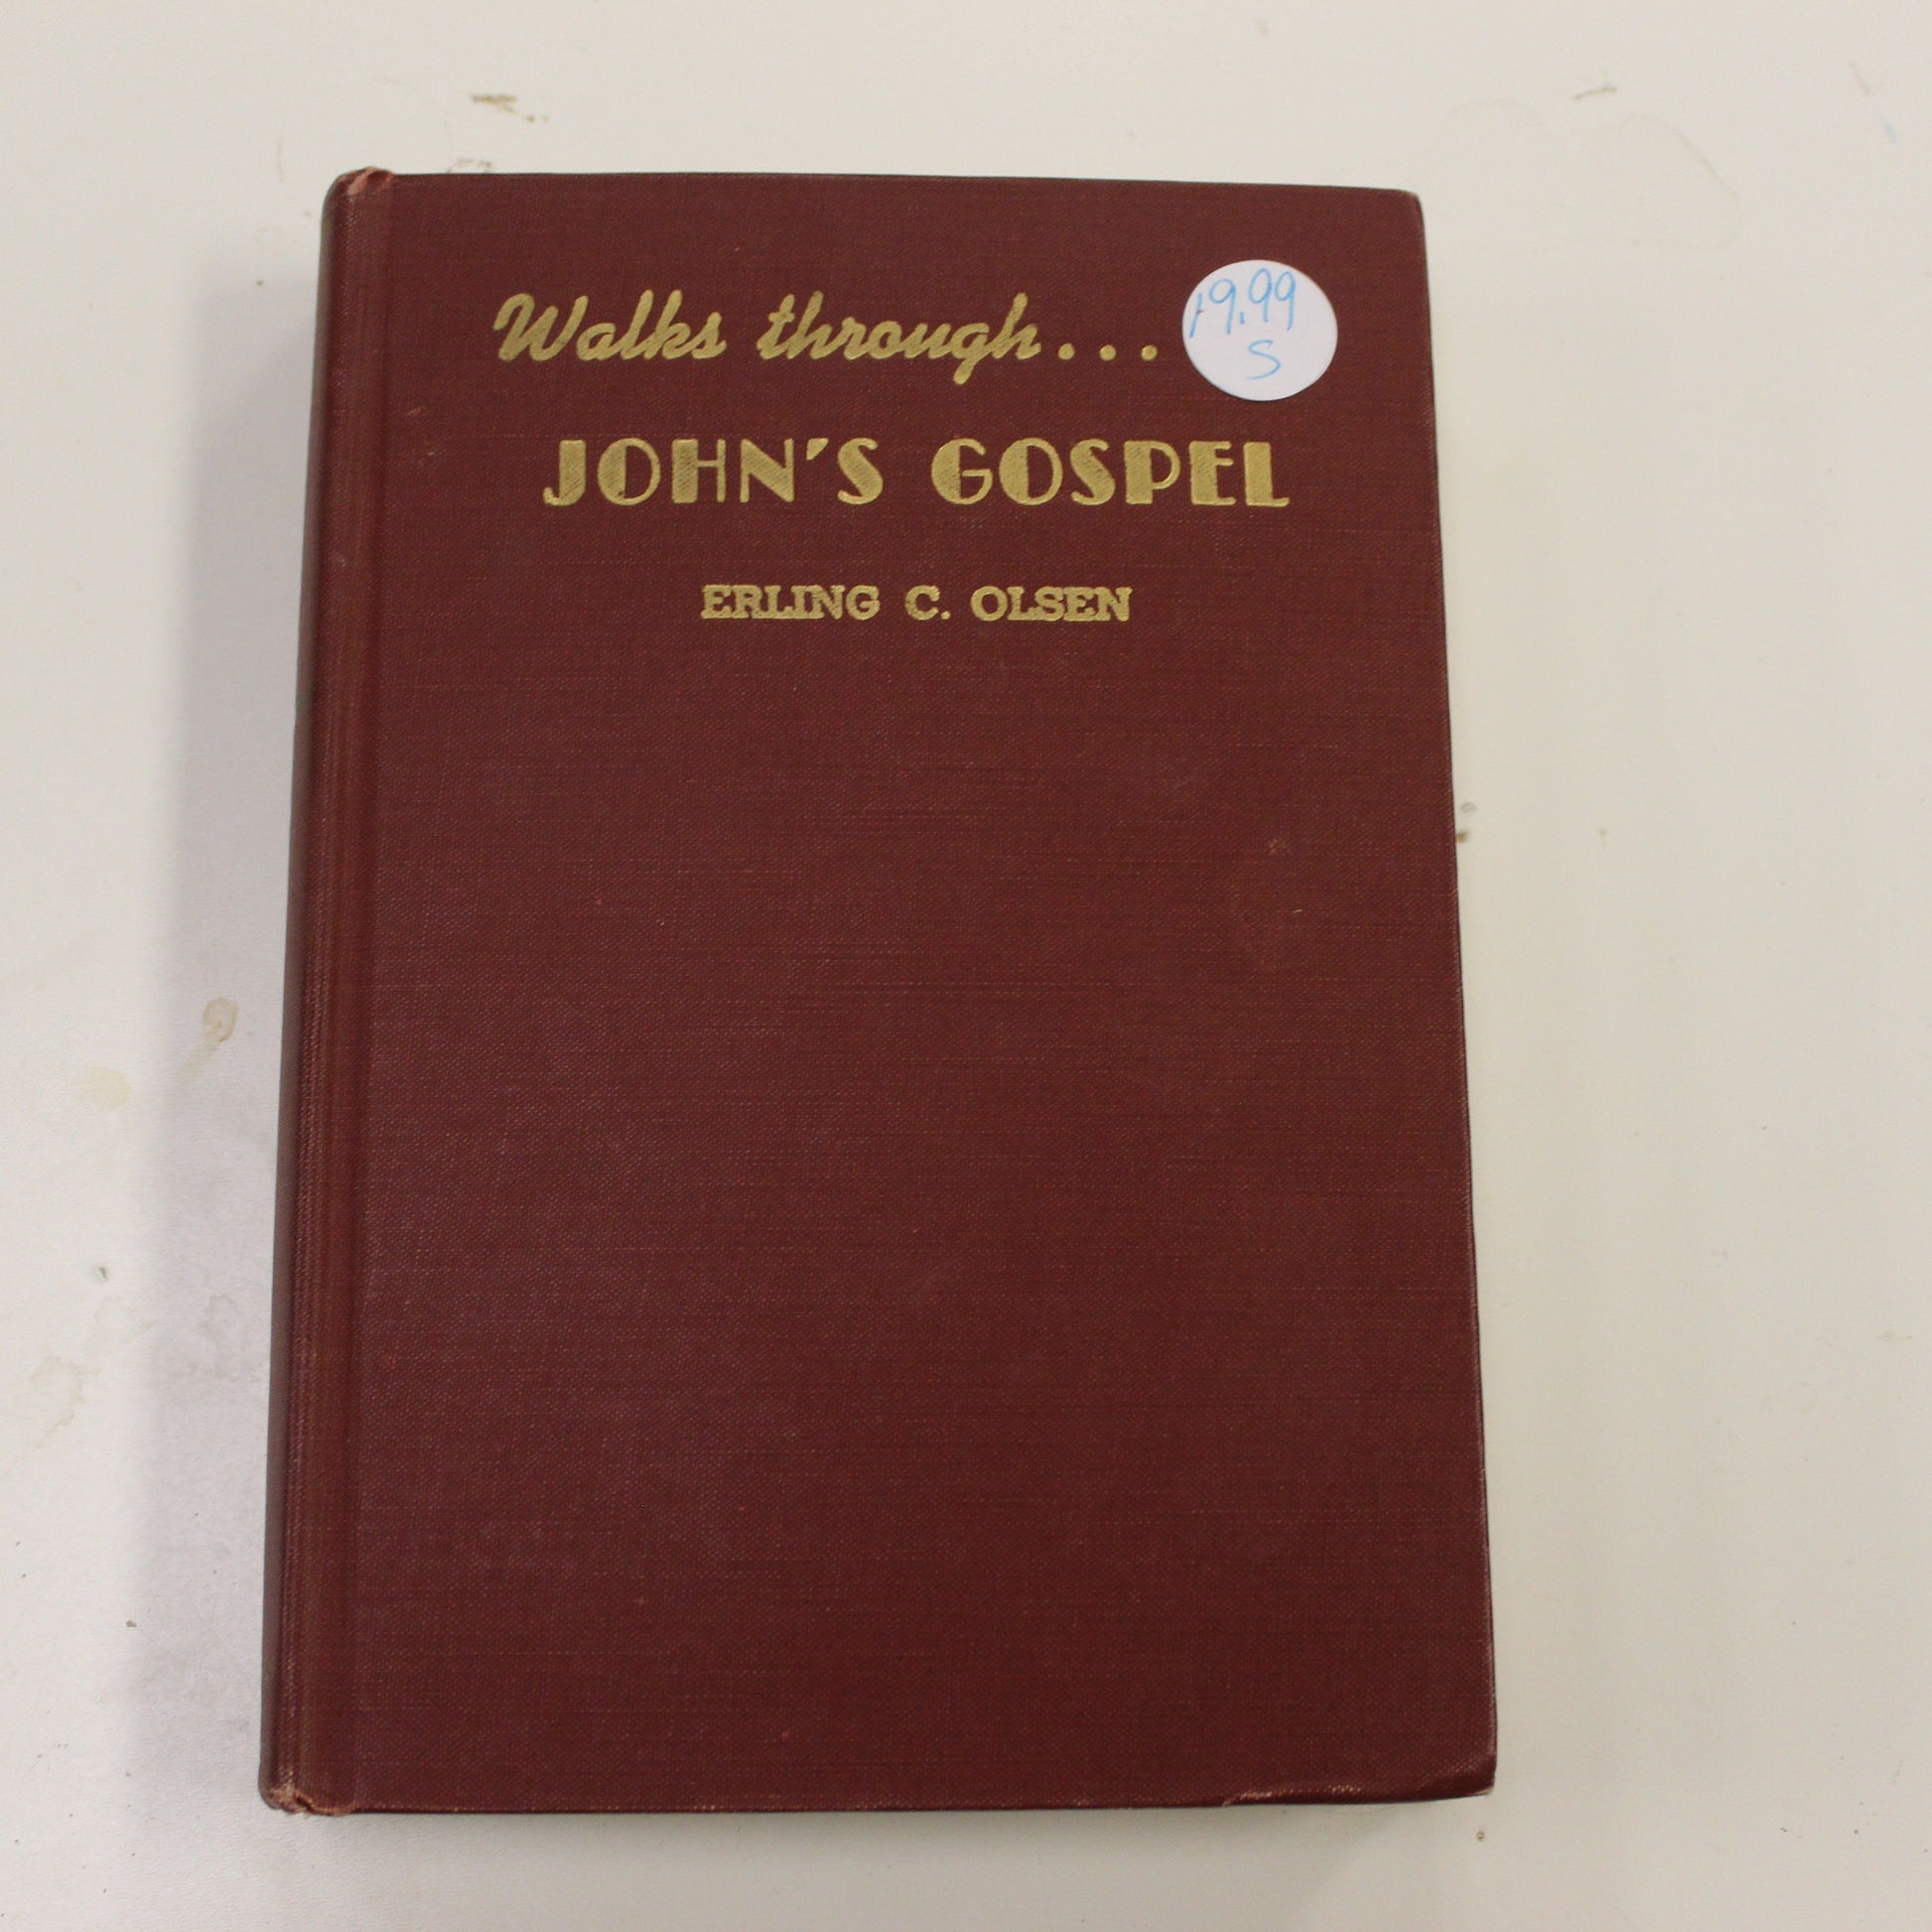 Walks through...
19.99
S
JOHN'S GOSPEL
ERLING C. OLSEN